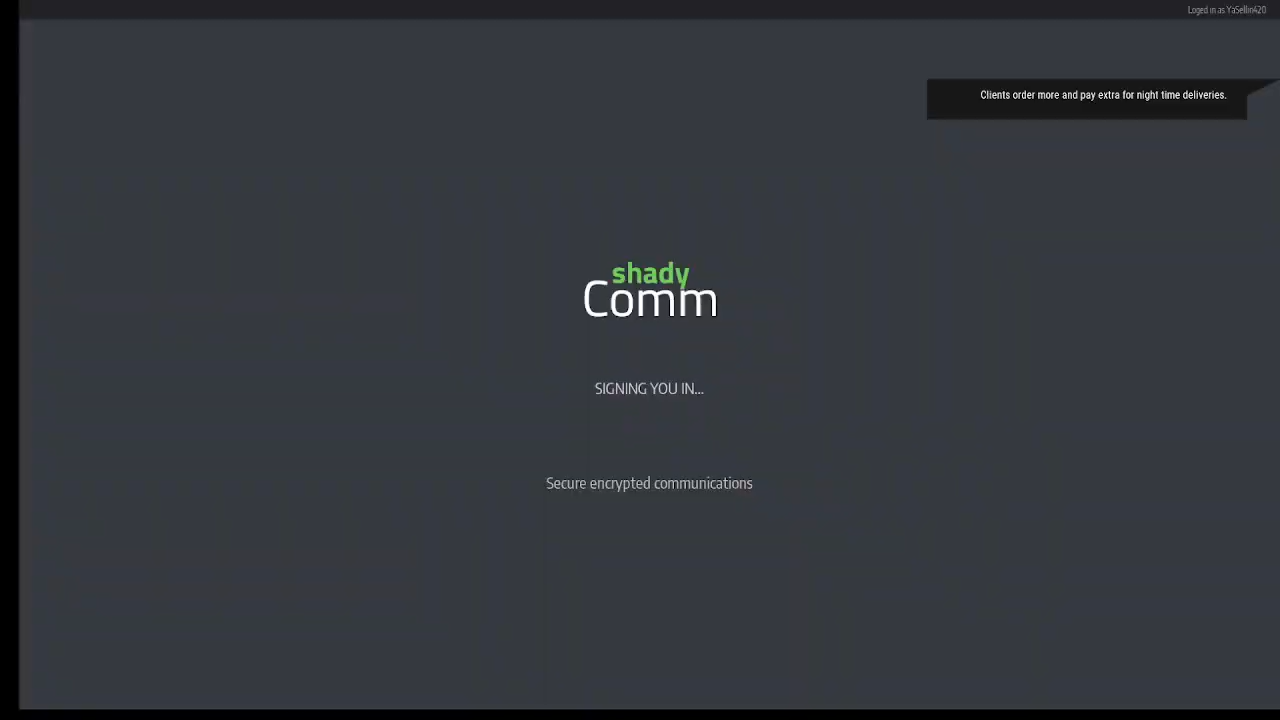 Loged in as YaSellin420
Clients order more and pay extra for night time deliveries.
shady
Comm
SIGNING YOU IN...
Secure encrypted communications